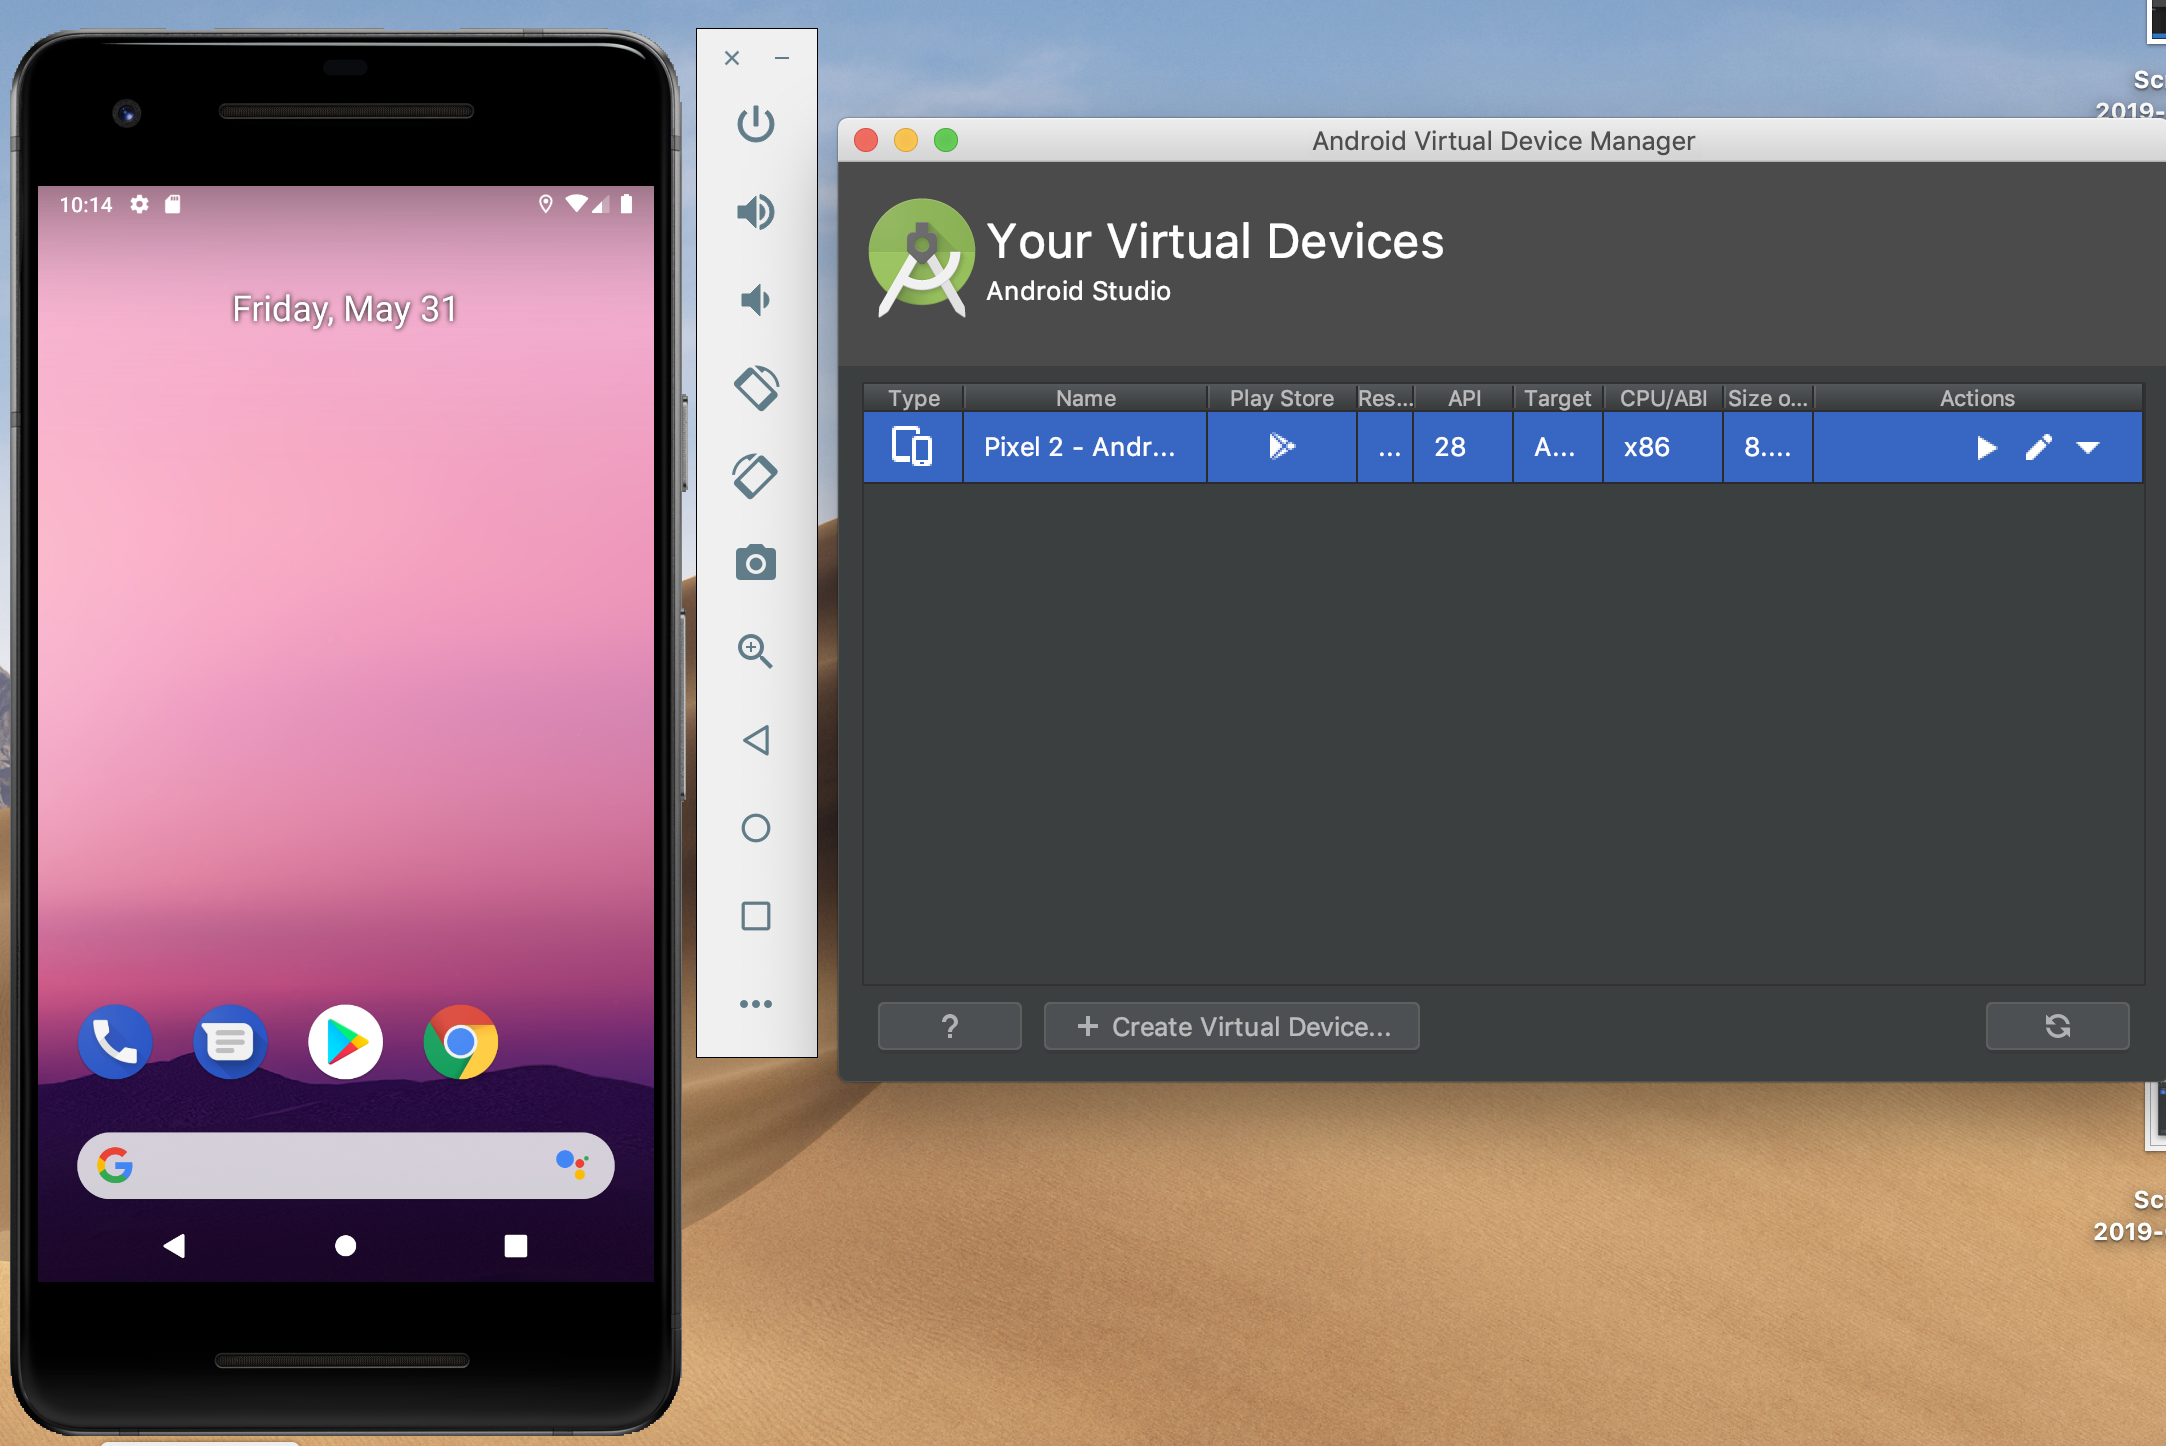 10:14
Friday, May 31
Android Virtual Device Manager
Your Virtual Devices
Android Studio
Type Name Play Store Res... API Target CPU/ABI Size o... Actions
Pixel 2 - Andr... ... 28 A... x86 8....
? + Create Virtual Device...
Sc
2019-
Sc
2019-